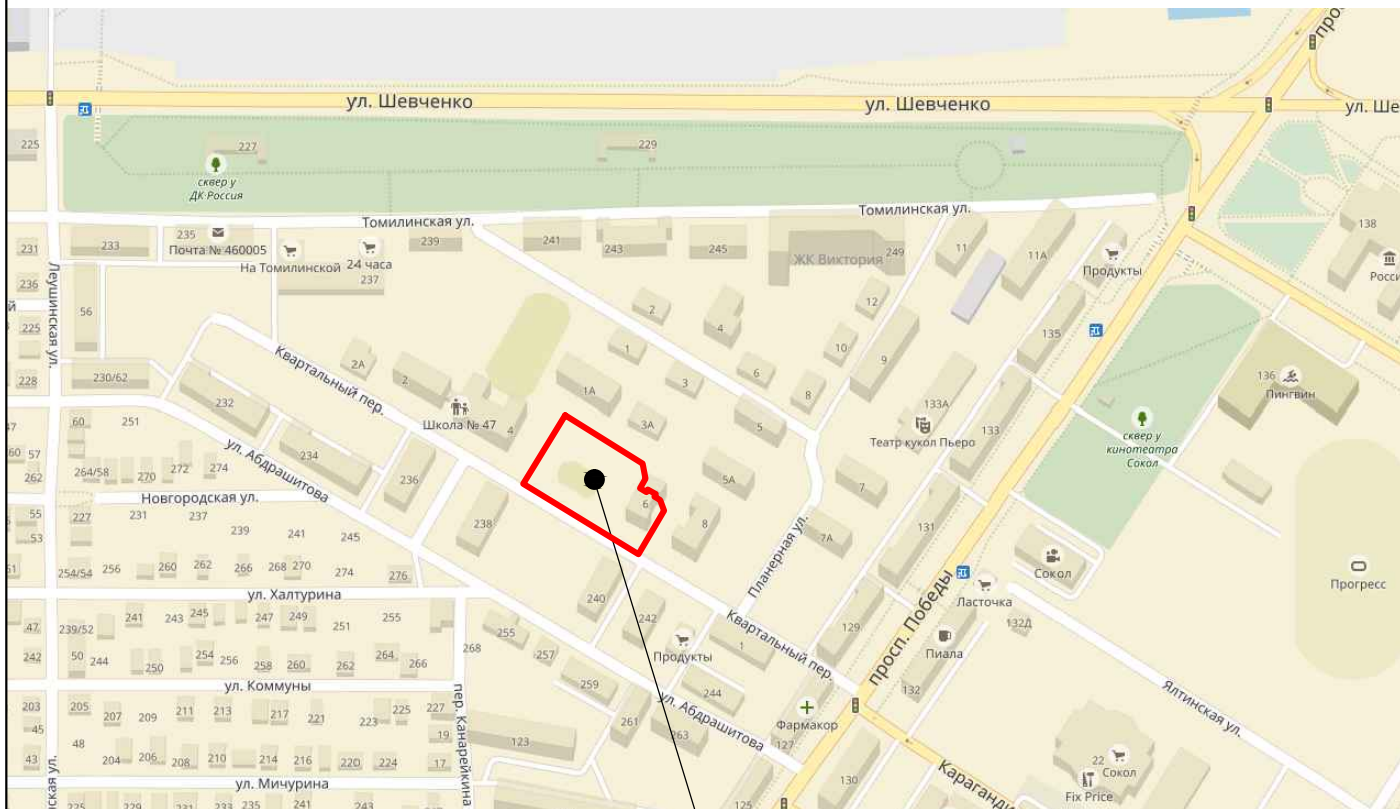 ул. Шевченко
ул. Шевченко
ул. Ше
225
227
229
сквер у
ДК·Россия
Томилинская ул.
Томилинская ул.
138
231
233
235
Почта № 460005
На Томилинской
24 часа
237
239
241
243
245
ЖК Виктория
249
11
11А
Продукты
Росси
236
Леушинская ул.
56
225
228
230/62
232
234
236
238
Квартальный пер.
2А
2
Школа № 47
4
1А
1
2
4
3
3А
6
8
10
12
9
5
5А
7
7А
6
8
133А
Театр кукол Пьеро
133
135
131
136
Пингвин
сквер у
кинотеатра
Сокол
ул. Абдрашитова
60
251
57
262
264/58
270
272
274
Новгородская ул.
55
53
227
231
237
239
241
245
254/54
256
260
262
266
268
270
274
276
ул. Халтурина
47
239/52
241
243
245
247
249
251
255
242
50
244
250
254
256
258
260
262
264
266
268
255
257
259
240
242
Продукты
244
1
Квартальный пер.
Планерная ул.
просп. Победы
129
Сокол
Ласточка
132Д
Пиала
132
Прогресс
Ялтинская ул.
ул. Коммуны
203
205
207
209
211
213
217
221
223
225
227
пер. Канарейкина
45
48
43
204
206
208
210
214
216
220
224
19
17
123
261
263
ул. Абдрашитова
127
Фармакор
130
125
22
Сокол
Fix Price
ул. Мичурина
229
231
233
235
241
243